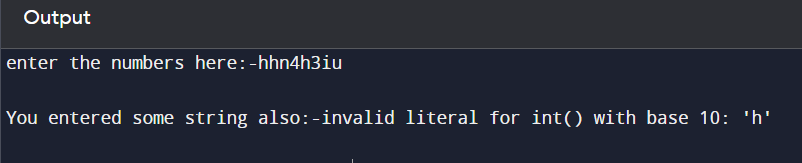 Output
enter the numbers here:-hhn4h3iu
You entered some string also:-invalid literal for int() with base 10: 'h'